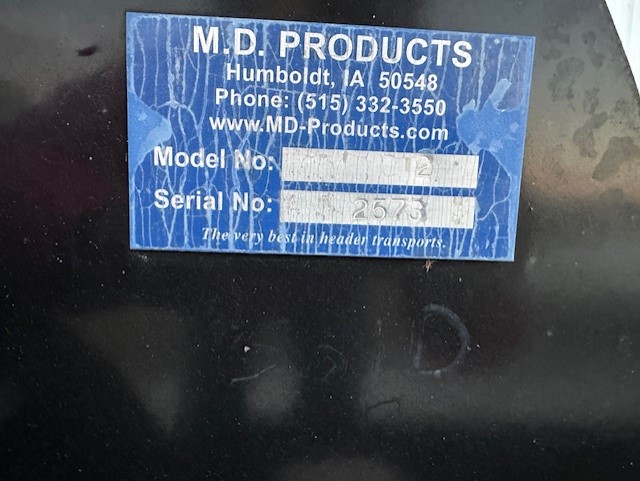 M.D. PRODUCTS
Humboldt, IA 50548
Phone: (515) 332-3550
www.MD-Products.com
Model No:
Serial No: 2573
The very best in header transports.